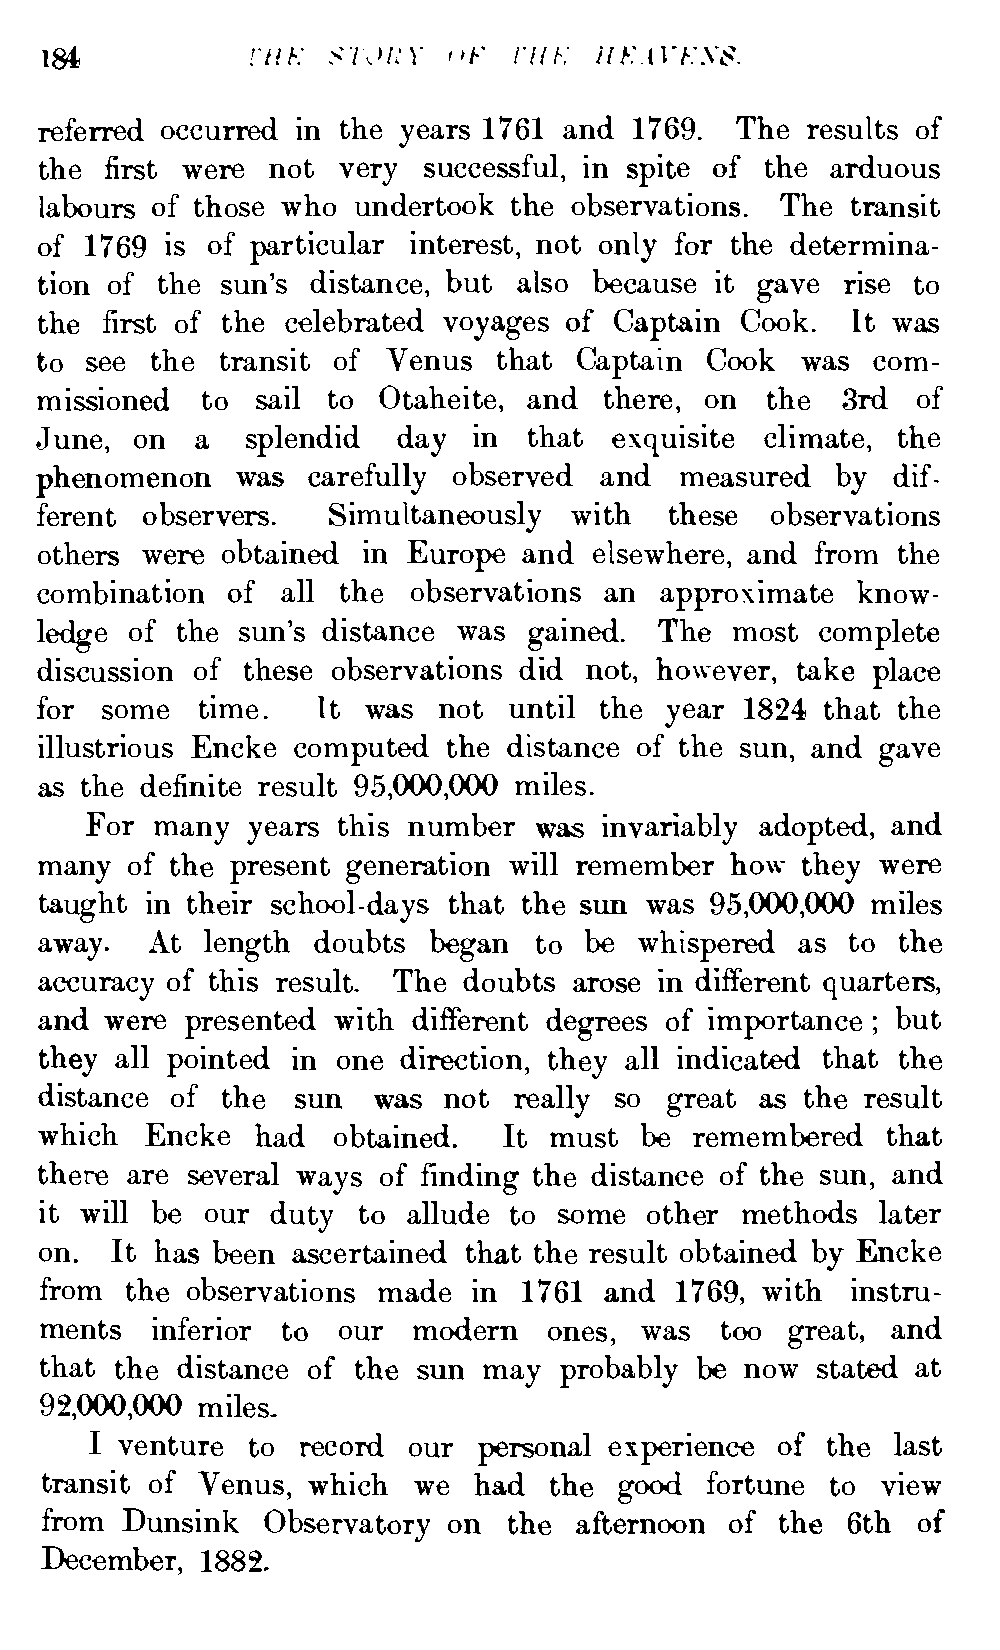 184 THE STORY OF THE HEAVENS.
referred occurred in the years 1761 and 1769. The results of
the first were not very successful, in spite of the arduous
labours of those who undertook the observations. The transit
of 1769 is of particular interest, not only for the determina-
tion of the sun's distance, but also because it gave rise to
the first of the celebrated voyages of Captain Cook. It was
to see the transit of Venus that Captain Cook was com-
missioned to sail to Otaheite, and there, on the 3rd of
June, on a splendid day in that exquisite climate, the
phenomenon was carefully observed and measured by dif-
ferent observers. Simultaneously with these observations
others were obtained in Europe and elsewhere, and from the
combination of all the observations an approximate know-
ledge of the sun's distance was gained. The most complete
discussion of these observations did not, however, take place
for some time. It was not until the year 1824 that the
illustrious Encke computed the distance of the sun, and gave
as the definite result 95,000,000 miles.
For many years this number was invariably adopted, and
many of the present generation will remember how they were
taught in their school-days that the sun was 95,000,000 miles
away. At length doubts began to be whispered as to the
accuracy of this result. The doubts arose in different quarters,
and were presented with different degrees of importance; but
they all pointed in one direction, they all indicated that the
distance of the sun was not really so great as the result
which Encke had obtained. It must be remembered that
there are several ways of finding the distance of the sun, and
it will be our duty to allude to some other methods later
on. It has been ascertained that the result obtained by Encke
from the observations made in 1761 and 1769, with instru-
ments inferior to our modern ones, was too great, and
that the distance of the sun may probably be now stated at
92,000,000 miles.
I venture to record our personal experience of the last
transit of Venus, which we had the good fortune to view
from Dunsink Observatory on the afternoon of the 6th of
December, 1882.